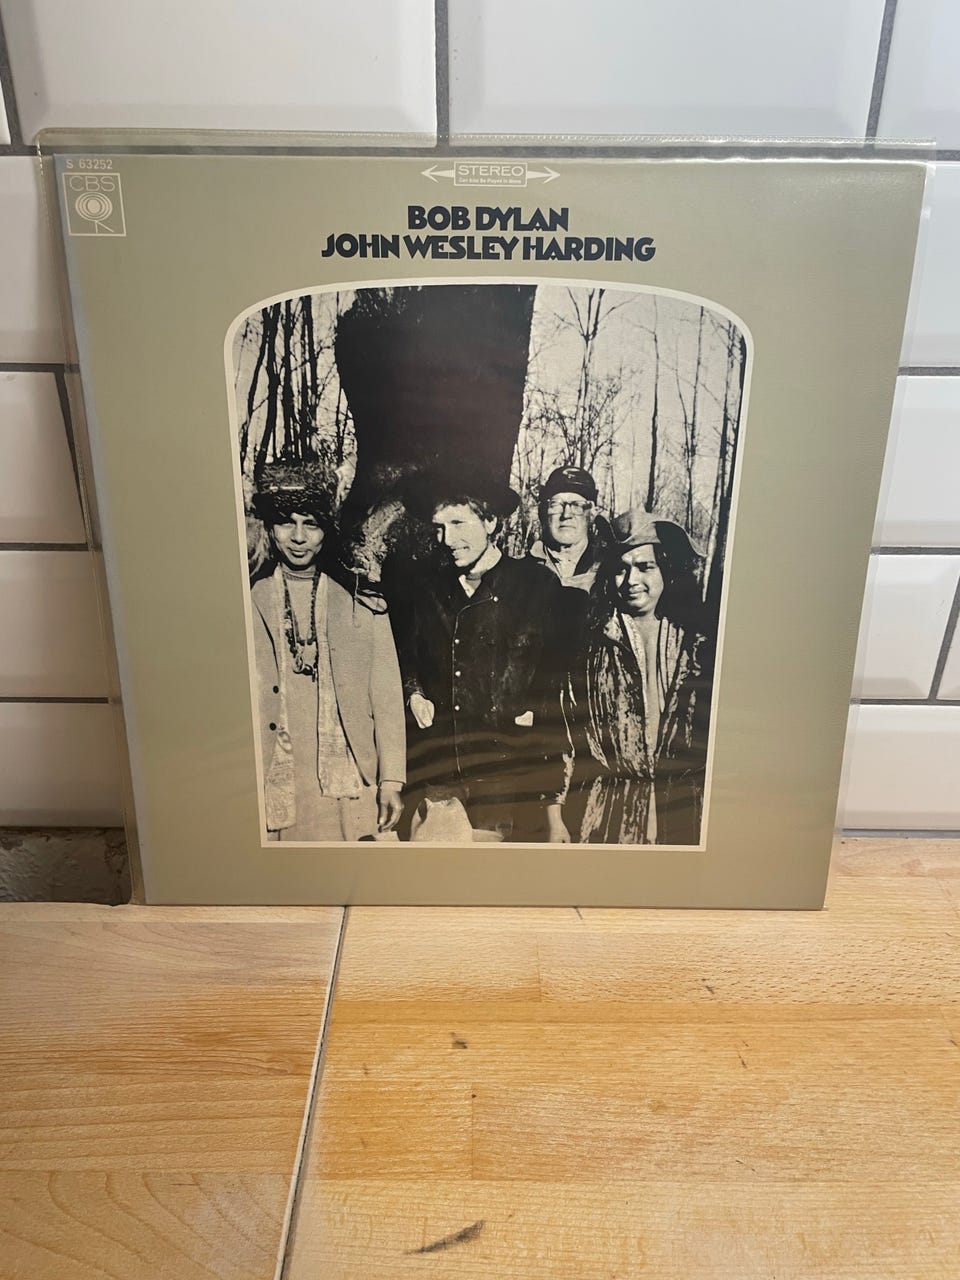 S 63252
CBS
STEREO
Can Also Be Played In Mono
BOB DYLAN
JOHN WESLEY HARDING